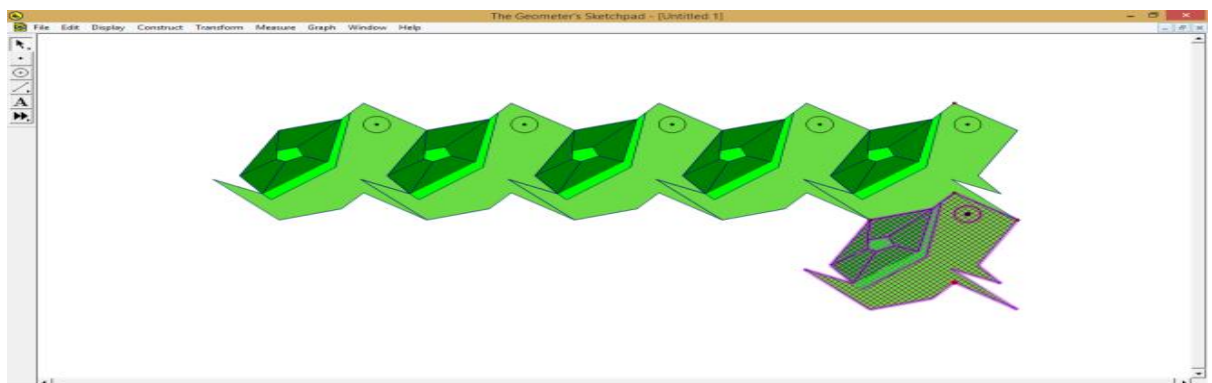 The Geometer's Sketchpad - [Untitled 1]
File Edit Display Construct Transform Measure Graph Window Help
A